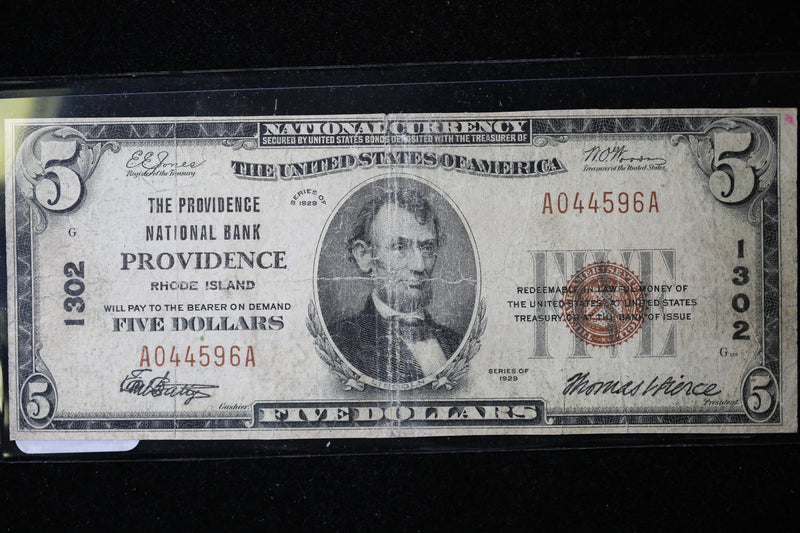 NATIONAL CURRENCY
SECURED BY UNITED STATES BONDS DEPOSITED WITH THE TREASURER OF
THE UNITED STATES OF AMERICA
5
5
E.E. Jones
Register of the Treasury
W.O. Woods
Treasurer of the United States
SERIES OF
1929
THE PROVIDENCE
NATIONAL BANK
PROVIDENCE
RHODE ISLAND
WILL PAY TO THE BEARER ON DEMAND
FIVE DOLLARS
A044596A
G
1302
A044596A
FIVE
REDEEMABLE IN LAWFUL MONEY OF
THE UNITED STATES AT UNITED STATES
TREASURY OR AT THE BANK OF ISSUE
1302
G
LINCOLN
SERIES OF
1929
Cashier
Thomas L Pierce
President
5
FIVE DOLLARS
5